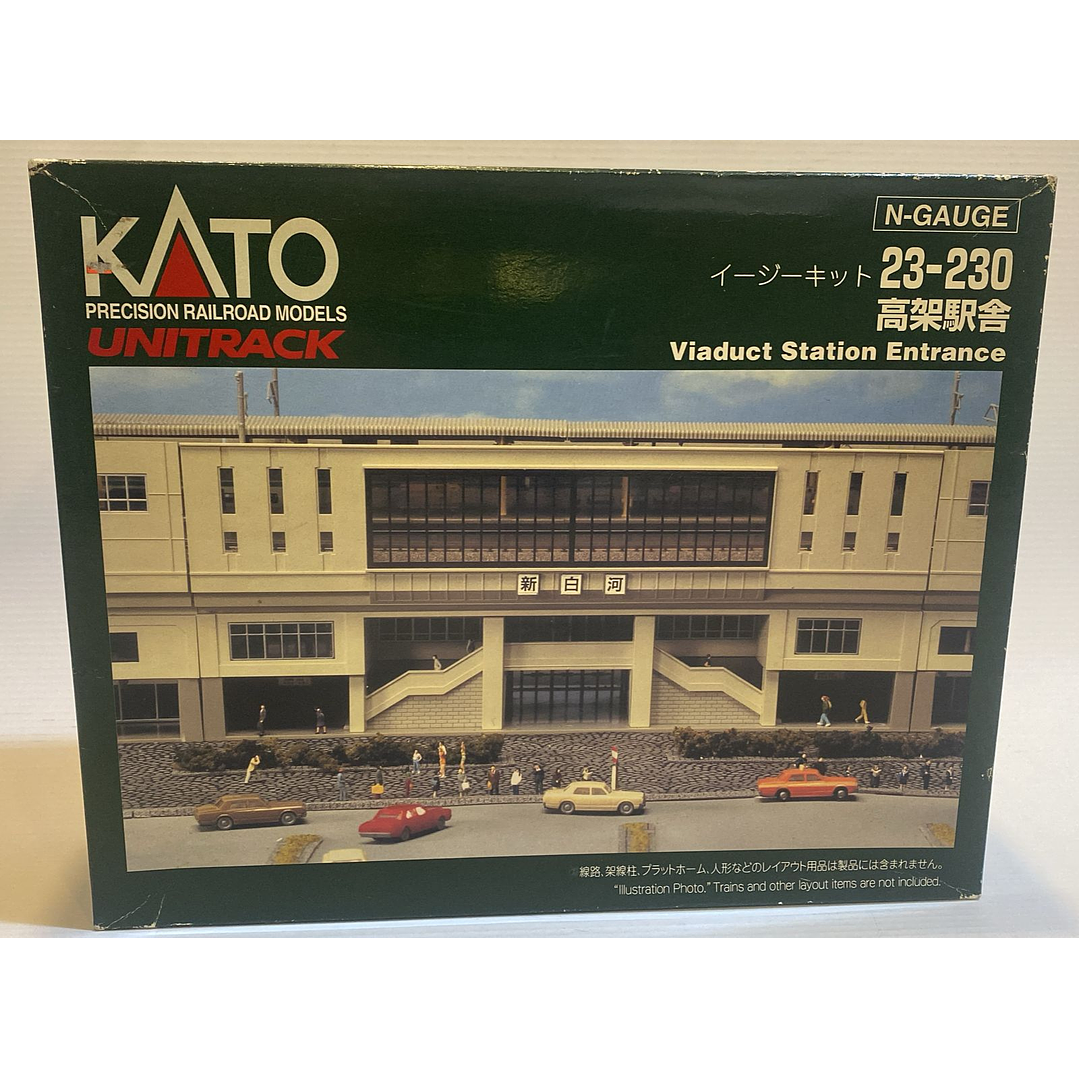 KATO
PRECISION RAILROAD MODELS
UNITRACK
N-GAUGE
イージーキット 23-230
高架駅舎
Viaduct Station Entrance
新白河
線路、架線柱、プラットホーム、人形などのレイアウト用品は製品には含まれません。
"Illustration Photo." Trains and other layout items are not included.